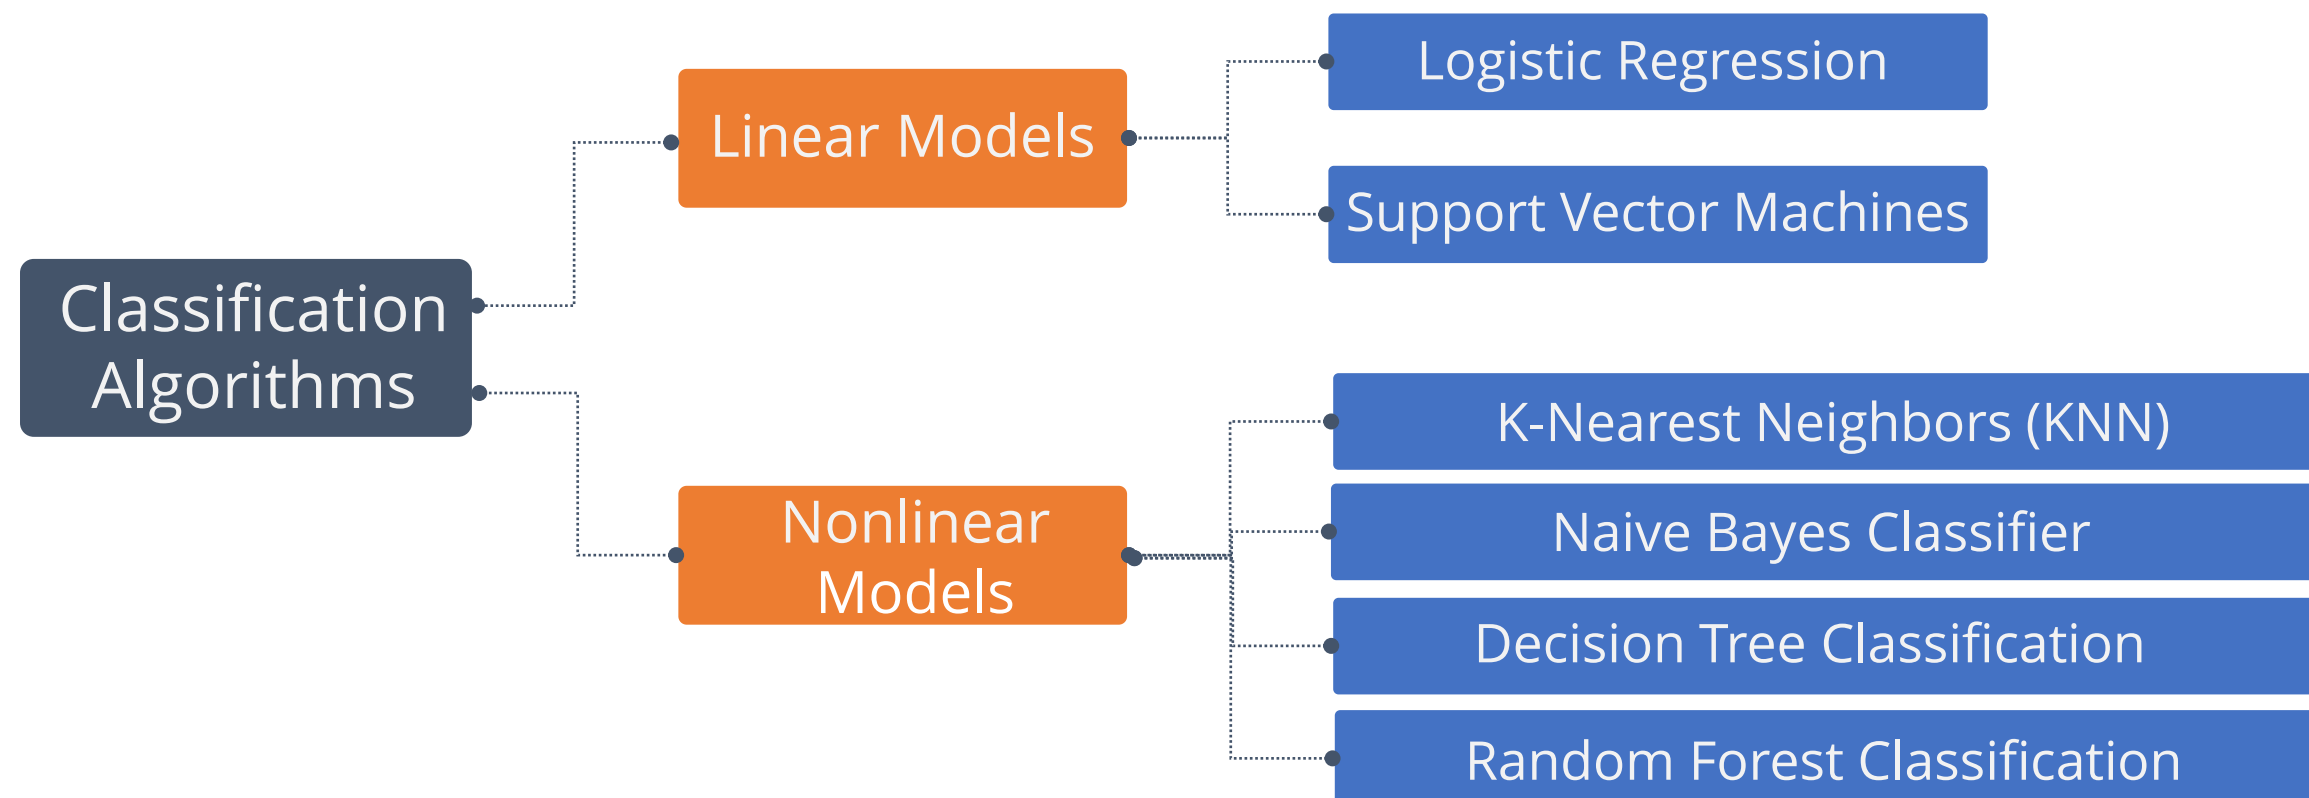 Classification
Algorithms
Linear Models
Logistic Regression
Support Vector Machines
Nonlinear
Models
K-Nearest Neighbors (KNN)
Naive Bayes Classifier
Decision Tree Classification
Random Forest Classification